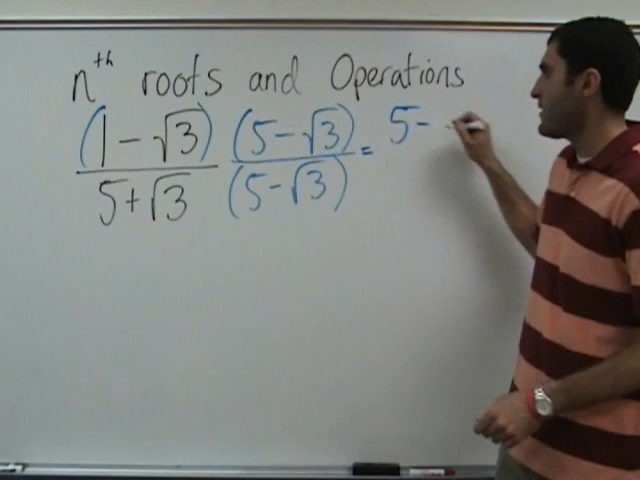 nth roots and Operations
(1 - √3) (5 - √3) = 5 -
5 + √3 (5 - √3)